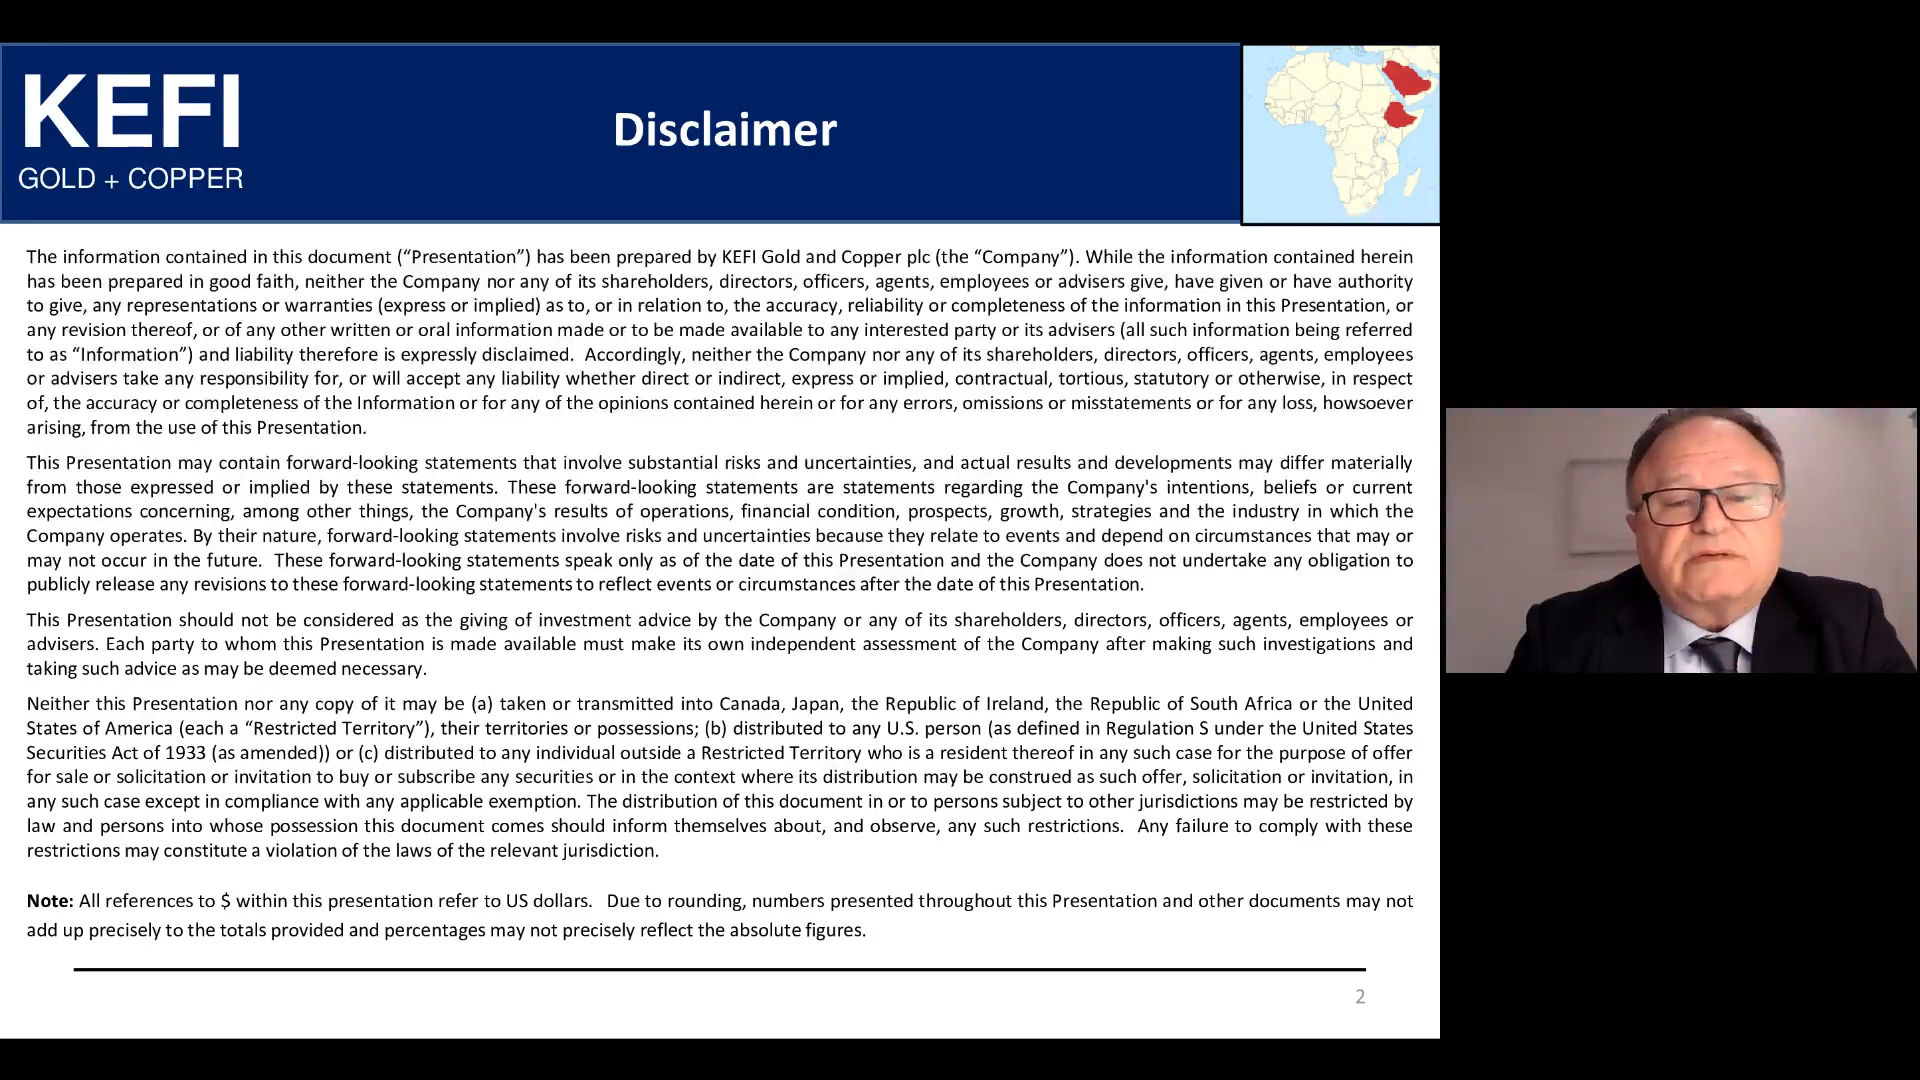 KEFI
GOLD + COPPER
Disclaimer
The information contained in this document (“Presentation”) has been prepared by KEFI Gold and Copper plc (the “Company”). While the information contained herein
has been prepared in good faith, neither the Company nor any of its shareholders, directors, officers, agents, employees or advisers give, have given or have authority
to give, any representations or warranties (express or implied) as to, or in relation to, the accuracy, reliability or completeness of the information in this Presentation, or
any revision thereof, or of any other written or oral information made or to be made available to any interested party or its advisers (all such information being referred
to as “Information”) and liability therefore is expressly disclaimed.  Accordingly, neither the Company nor any of its shareholders, directors, officers, agents, employees
or advisers take any responsibility for, or will accept any liability whether direct or indirect, express or implied, contractual, tortious, statutory or otherwise, in respect
of, the accuracy or completeness of the Information or for any of the opinions contained herein or for any errors, omissions or misstatements or for any loss, howsoever
arising, from the use of this Presentation.
This Presentation may contain forward-looking statements that involve substantial risks and uncertainties, and actual results and developments may differ materially
from those expressed or implied by these statements. These forward-looking statements are statements regarding the Company's intentions, beliefs or current
expectations concerning, among other things, the Company's results of operations, financial condition, prospects, growth, strategies and the industry in which the
Company operates. By their nature, forward-looking statements involve risks and uncertainties because they relate to events and depend on circumstances that may or
may not occur in the future.  These forward-looking statements speak only as of the date of this Presentation and the Company does not undertake any obligation to
publicly release any revisions to these forward-looking statements to reflect events or circumstances after the date of this Presentation.
This Presentation should not be considered as the giving of investment advice by the Company or any of its shareholders, directors, officers, agents, employees or
advisers. Each party to whom this Presentation is made available must make its own independent assessment of the Company after making such investigations and
taking such advice as may be deemed necessary.
Neither this Presentation nor any copy of it may be (a) taken or transmitted into Canada, Japan, the Republic of Ireland, the Republic of South Africa or the United
States of America (each a “Restricted Territory”), their territories or possessions; (b) distributed to any U.S. person (as defined in Regulation S under the United States
Securities Act of 1933 (as amended)) or (c) distributed to any individual outside a Restricted Territory who is a resident thereof in any such case for the purpose of offer
for sale or solicitation or invitation to buy or subscribe any securities or in the context where its distribution may be construed as such offer, solicitation or invitation, in
any such case except in compliance with any applicable exemption. The distribution of this document in or to persons subject to other jurisdictions may be restricted by
law and persons into whose possession this document comes should inform themselves about, and observe, any such restrictions.  Any failure to comply with these
restrictions may constitute a violation of the laws of the relevant jurisdiction.
Note: All references to $ within this presentation refer to US dollars.   Due to rounding, numbers presented throughout this Presentation and other documents may not
add up precisely to the totals provided and percentages may not precisely reflect the absolute figures.
2